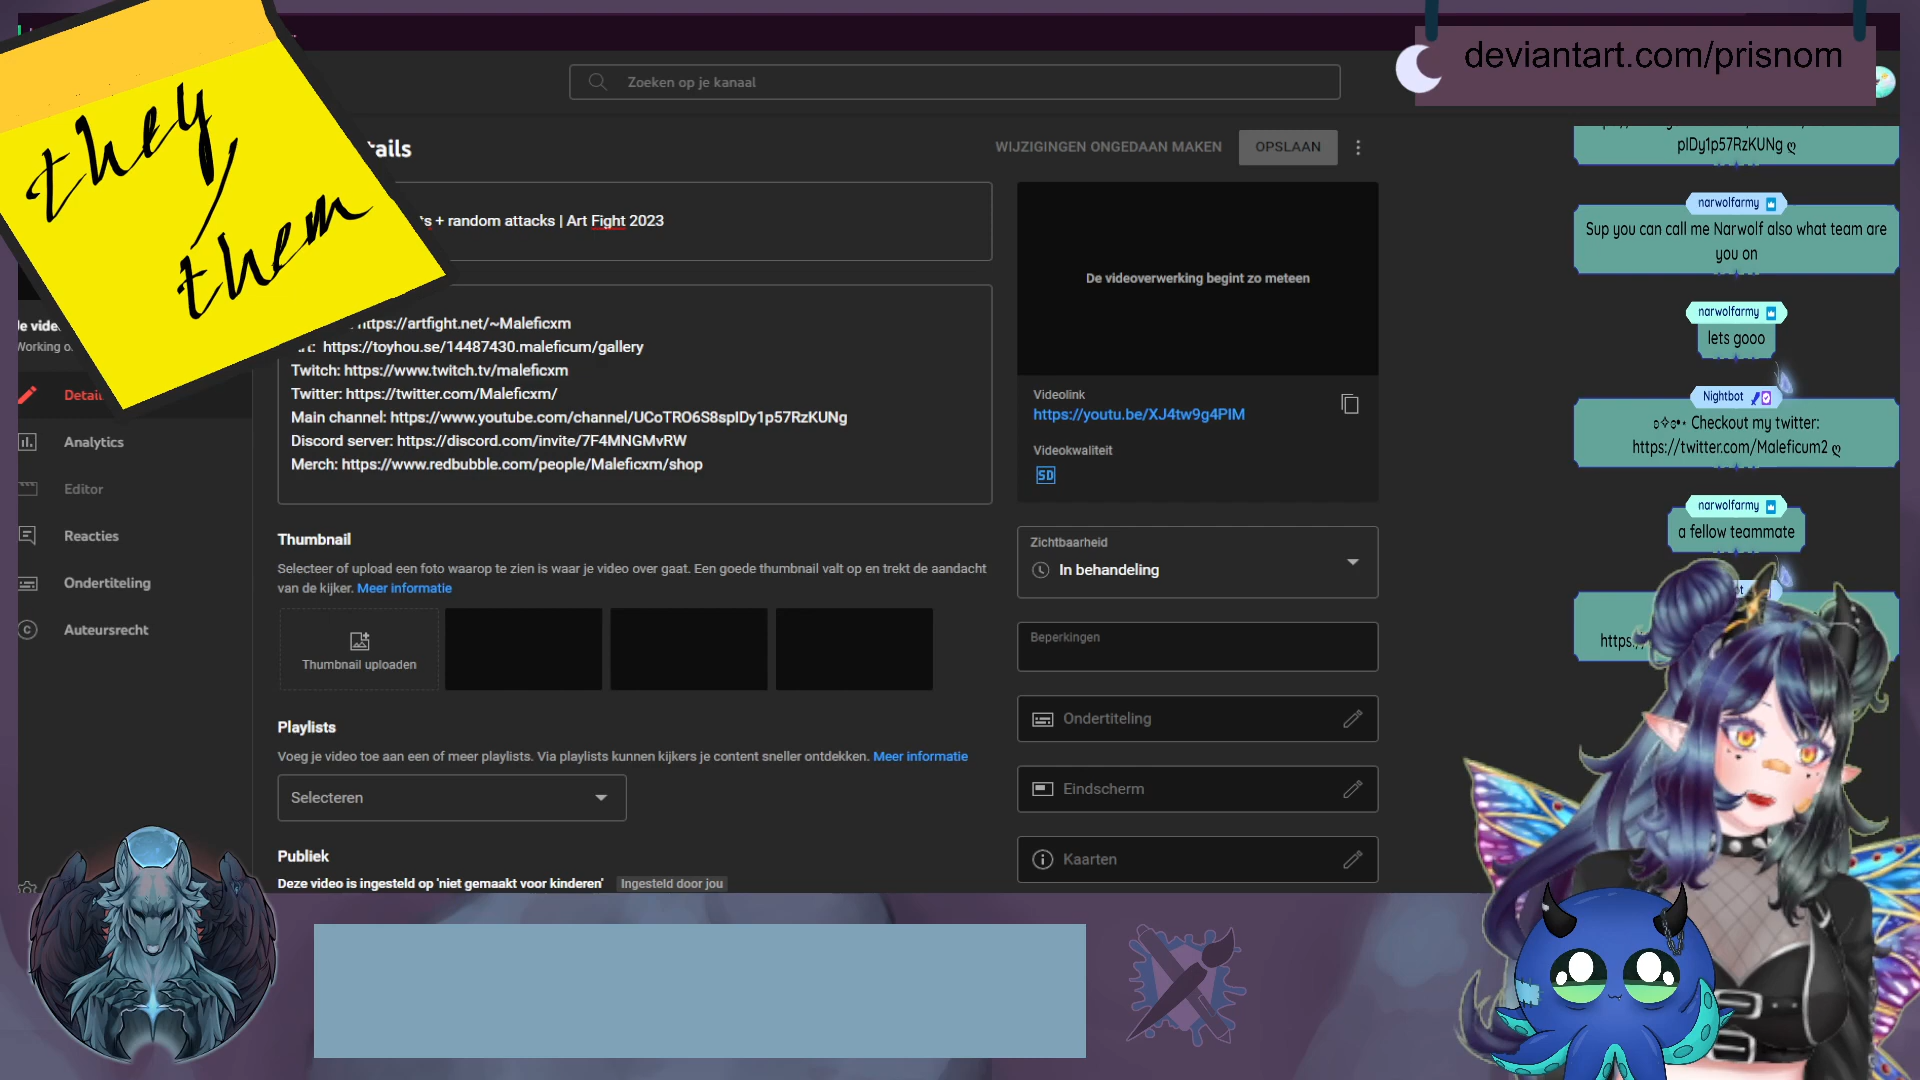 they
/
them
deviantart.com/prisnom
Zoeken op je kanaal
WIJZIGINGEN ONGEDAAN MAKEN
OPSLAAN
+ random attacks | Art Fight 2023
https://artfight.net/~Maleficxm
https://toyhou.se/14487430.maleficum/gallery
Twitch: https://www.twitch.tv/maleficxm
Twitter: https://twitter.com/Maleficxm/
Main channel: https://www.youtube.com/channel/UCoTRO6S8spIDy1p57RzKUNg
Discord server: https://discord.com/invite/7F4MNGMvRW
Merch: https://www.redbubble.com/people/Maleficxm/shop
Working
Analytics
Editor
Reacties
Ondertiteling
Auteursrecht
Thumbnail
Selecteer of upload een foto waarop te zien is waar je video over gaat. Een goede thumbnail valt op en trekt de aandacht
van de kijker. Meer informatie
Thumbnail uploaden
Playlists
Voeg je video toe aan een of meer playlists. Via playlists kunnen kijkers je content sneller ontdekken. Meer informatie
Selecteren
Publiek
Deze video is ingesteld op 'niet gemaakt voor kinderen' Ingesteld door jou
De videoverwerking begint zo meteen
Videolink
https://youtu.be/XJ4tw9g4PIM
Videokwaliteit
SD
Zichtbaarheid
In behandeling
Beperkingen
Ondertiteling
Eindscherm
Kaarten
pIDy1p57RzKUNg ღ
narwolfarmy
Sup you can call me Narwolf also what team are
you on
narwolfarmy
lets gooo
Nightbot
Checkout my twitter:
https://twitter.com/Maleficum2 ღ
narwolfarmy
a fellow teammate